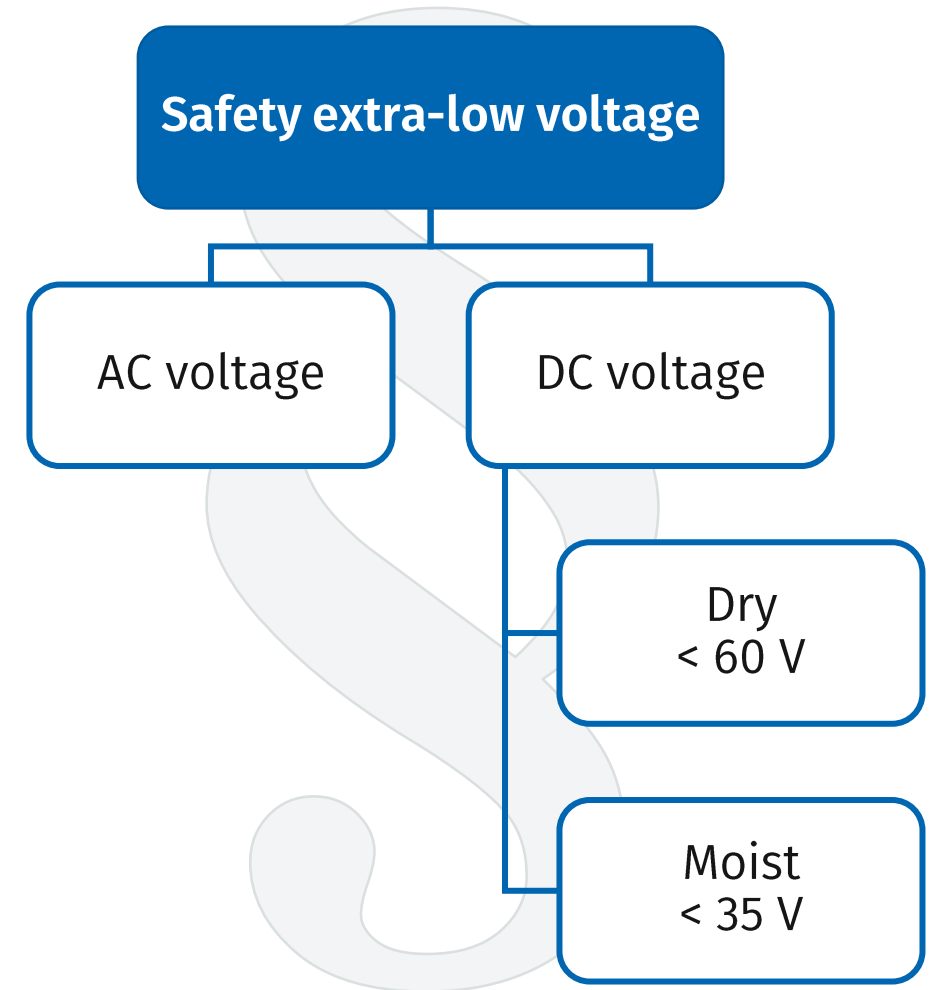 Safety extra-low voltage
AC voltage
DC voltage
Dry
< 60 V
Moist
< 35 V